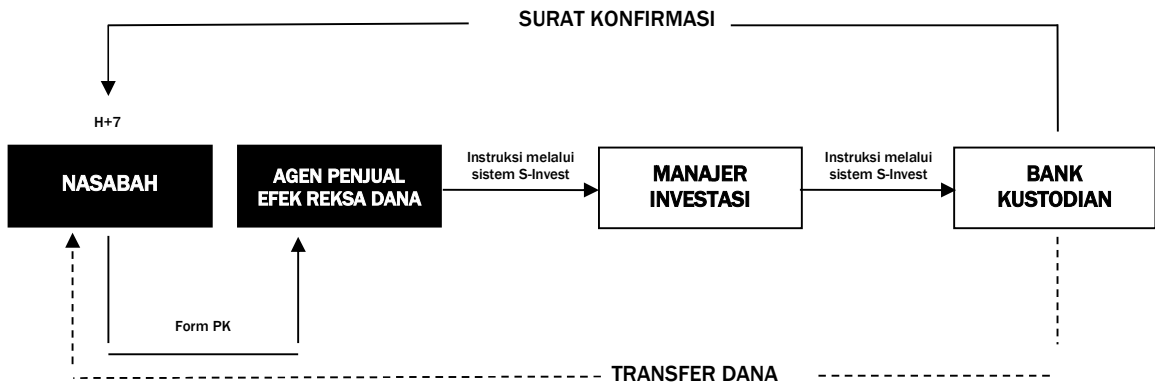 SURAT KONFIRMASI
H+7
NASABAH
AGEN PENJUAL
EFEK REKSA DANA
Instruksi melalui
sistem S-Invest
MANAJER
INVESTASI
Instruksi melalui
sistem S-Invest
BANK
KUSTODIAN
Form PK
TRANSFER DANA